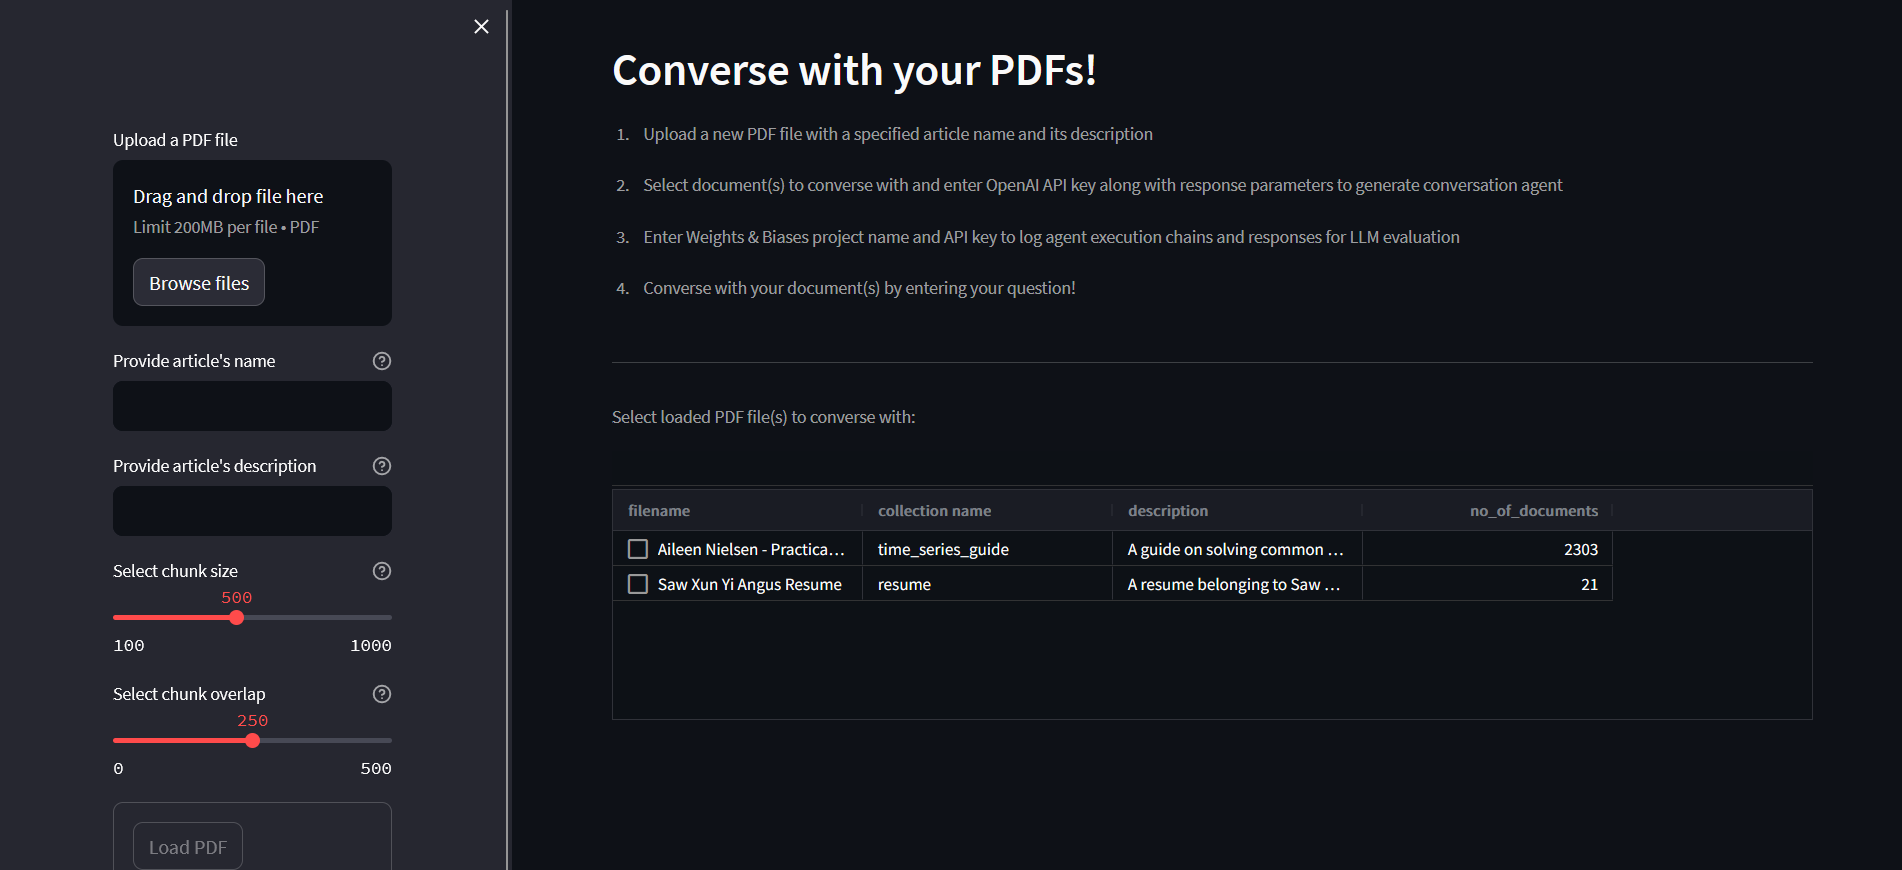 Upload a PDF file
Drag and drop file here
Limit 200MB per file • PDF
Browse files
Provide article's name
Provide article's description
Select chunk size
500
100 1000
Select chunk overlap
250
0 500
Load PDF
Converse with your PDFs!
1. Upload a new PDF file with a specified article name and its description
2. Select document(s) to converse with and enter OpenAI API key along with response parameters to generate conversation agent
3. Enter Weights & Biases project name and API key to log agent execution chains and responses for LLM evaluation
4. Converse with your document(s) by entering your question!
Select loaded PDF file(s) to converse with:
filename collection name description no_of_documents
Aileen Nielsen - Practica… time_series_guide A guide on solving common … 2303
Saw Xun Yi Angus Resume resume A resume belonging to Saw … 21